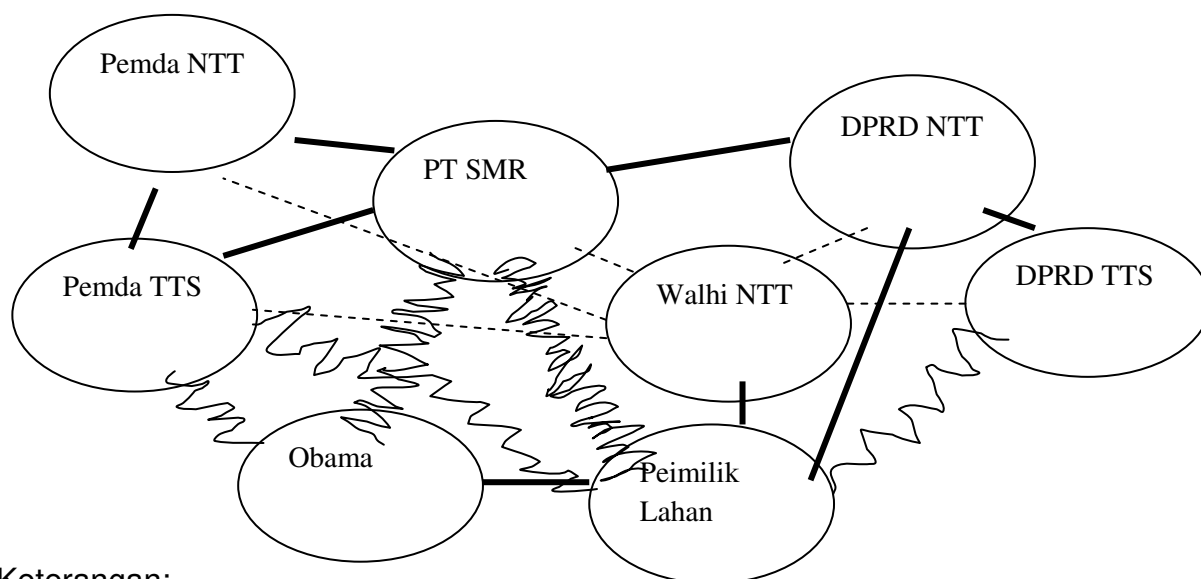 Pemda NTT
DPRD NTT
PT SMR
Pemda TTS
Walhi NTT
DPRD TTS
Obama
Peimilik
Lahan
Keterangan: